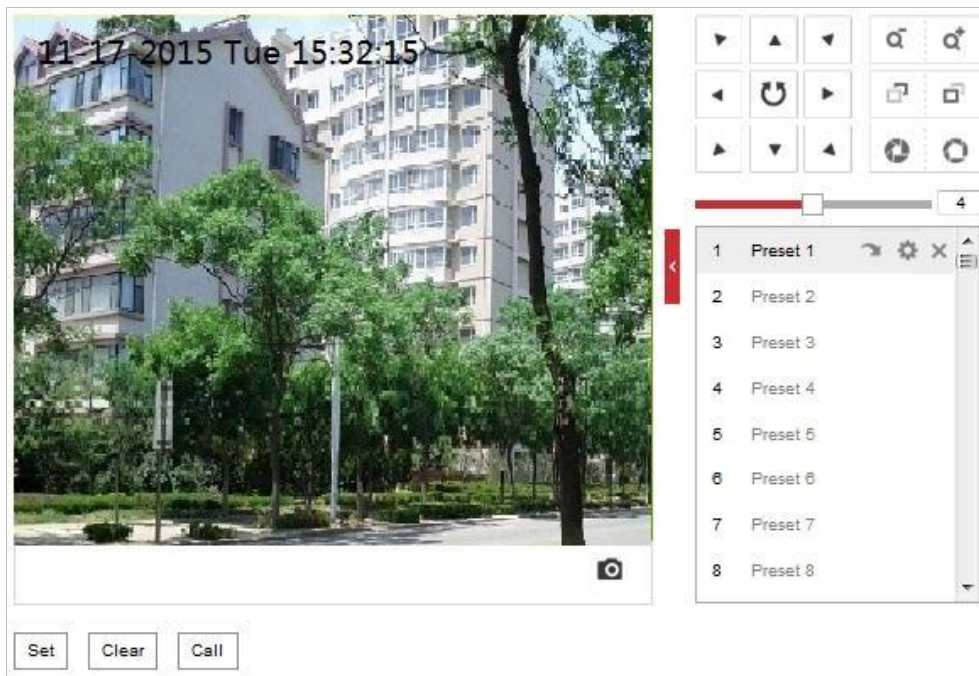 11-17-2015 Tue 15:32:15
4
1 Preset 1
2 Preset 2
3 Preset 3
4 Preset 4
5 Preset 5
6 Preset 6
7 Preset 7
8 Preset 8
Set Clear Call